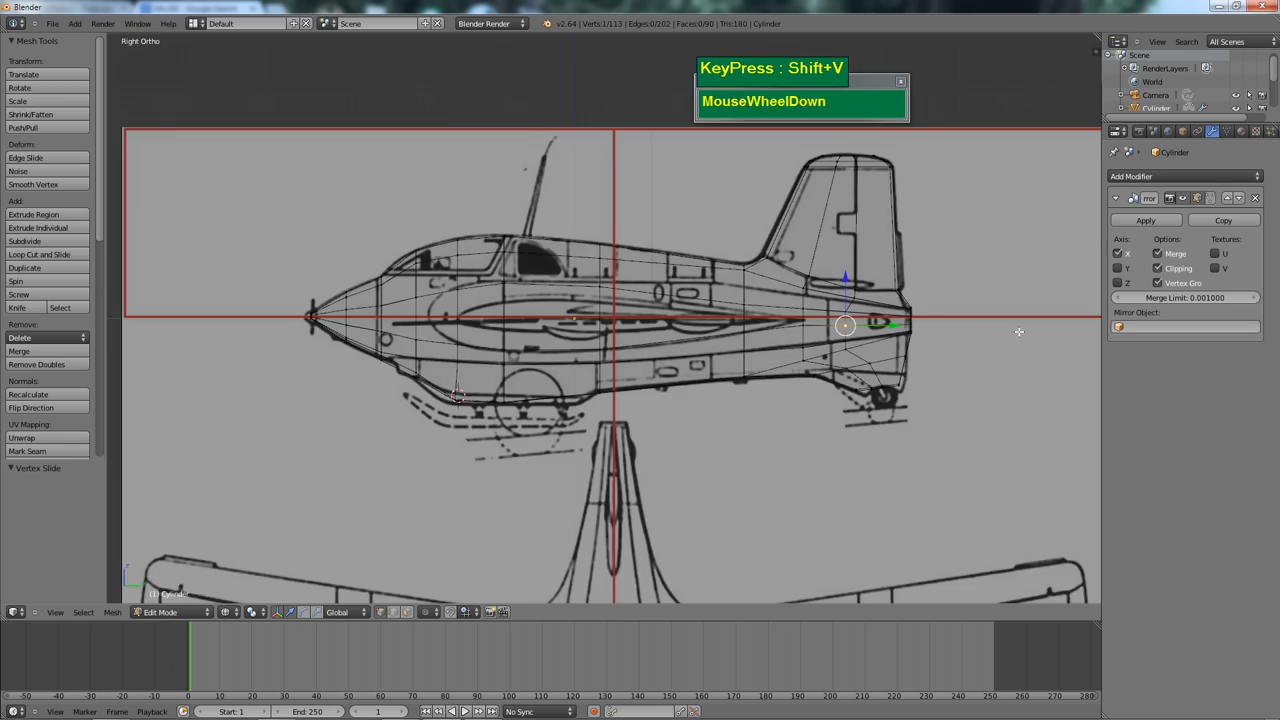 Blender
File Add Render Window Help Default Scene Blender Render v2.64 | Verts:1/113 | Edges:0/202 | Faces:0/90 | Tris:180 | Cylinder
Mesh Tools
Transform:
Translate
Rotate
Scale
Shrink/Fatten
Push/Pull
Deform:
Edge Slide
Noise
Smooth Vertex
Add:
Extrude Region
Extrude Individual
Subdivide
Loop Cut and Slide
Duplicate
Spin
Screw
Knife Select
Remove:
Delete
Merge
Remove Doubles
Normals:
Recalculate
Flip Direction
UV Mapping:
Unwrap
Mark Seam
Vertex Slide
Right Ortho
KeyPress : Shift+V
MouseWheelDown
z
(1) Cylinder
View Select Mesh Edit Mode Global
View Search All Scenes
Scene
RenderLayers
World
Camera
Cylinder
Cylinder
Add Modifier
rror
Apply Copy
Axis: Options: Textures:
X Merge U
Y Clipping V
Z Vertex Gro
Merge Limit: 0.001000
Mirror Object:
-50 -40 -30 -20 -10 0 10 20 30 40 50 60 70 80 90 100 110 120 130 140 150 160 170 180 190 200 210 220 230 240 250 260 270 280
View Marker Frame Playback Start: 1 End: 250 1 No Sync